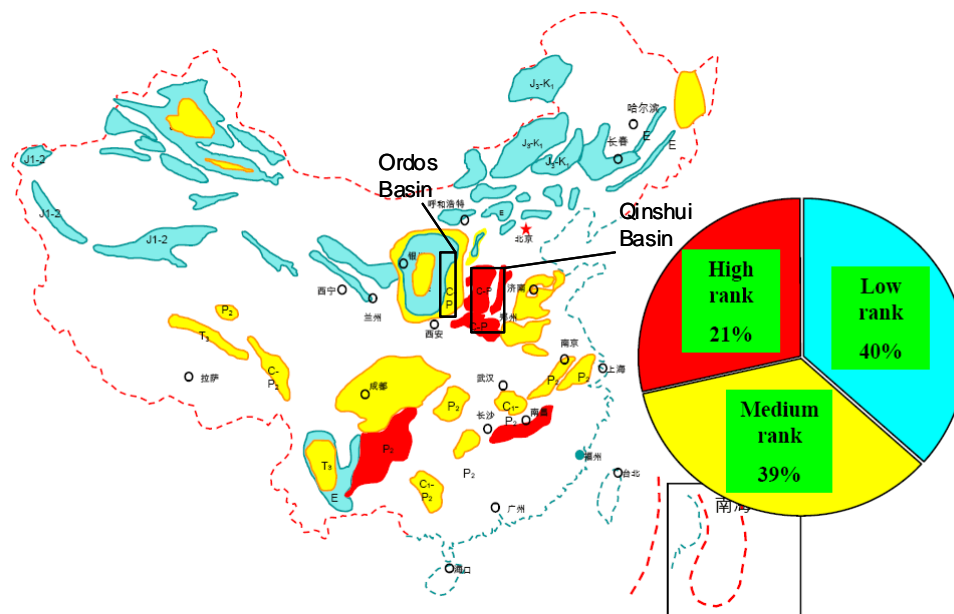 J₃-K₁
哈尔滨
J₃-K₁
J₃-K₁
长春
E
E
J1-2
Ordos
Basin
呼和浩特
E
北京
Qinshui
Basin
J1-2
J1-2
银
C
P
C-P
C-P
西宁
兰州
西安
济南
郑州
P₂
T₃
C-
P₂
拉萨
成都
武汉
南京
上海
P₂
P₂
P₂
C₁-
P₂
长沙
南昌
P₂
P₂
T₃
E
C₁-
P₂
福州
台北
广州
海口
南海
High
rank
21%
Low
rank
40%
Medium
rank
39%